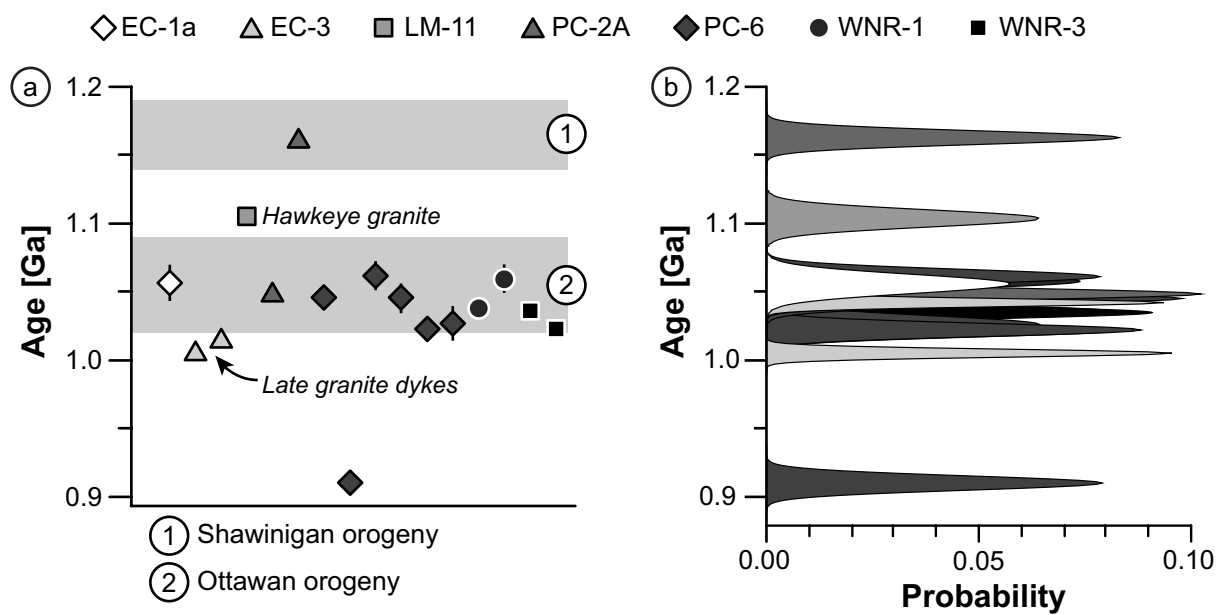 EC-1a EC-3 LM-11 PC-2A PC-6 WNR-1 WNR-3
a
1.2
1.1
1.0
0.9
Age [Ga]
1
Hawkeye granite
2
Late granite dykes
1 Shawinigan orogeny
2 Ottawan orogeny
b
1.2
1.1
1.0
0.9
Age [Ga]
0.00 0.05 0.10
Probability